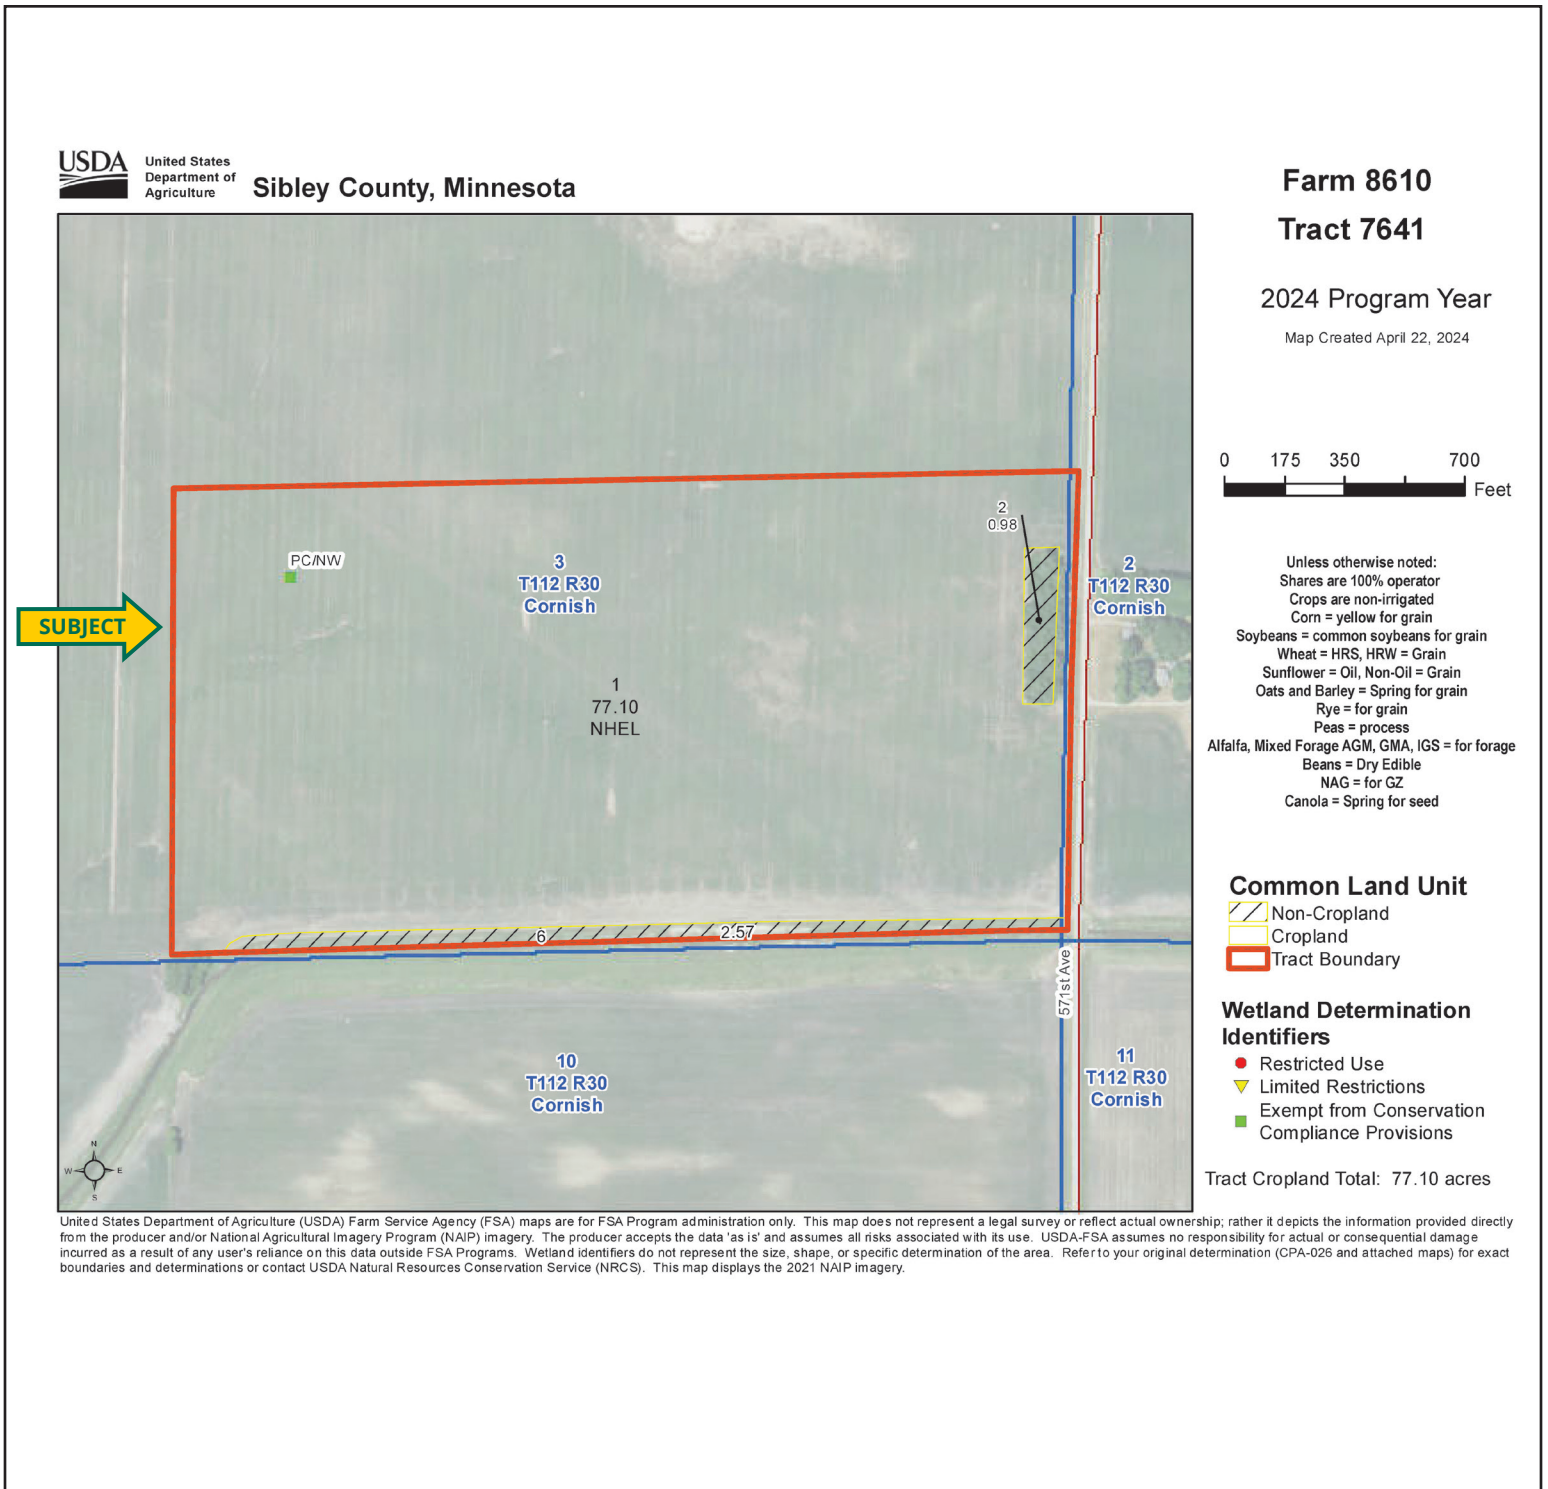 USDA
United States
Department of
Agriculture
Sibley County, Minnesota
Farm 8610
Tract 7641
2024 Program Year
Map Created April 22, 2024
0 175 350 700
Feet
2
0.98
PC/NW
3
T112 R30
Cornish
2
T112 R30
Cornish
SUBJECT
1
77.10
NHEL
6
2.57
571st Ave
10
T112 R30
Cornish
11
T112 R30
Cornish
N
W E
S
Unless otherwise noted:
Shares are 100% operator
Crops are non-irrigated
Corn = yellow for grain
Soybeans = common soybeans for grain
Wheat = HRS, HRW = Grain
Sunflower = Oil, Non-Oil = Grain
Oats and Barley = Spring for grain
Rye = for grain
Peas = process
Alfalfa, Mixed Forage AGM, GMA, IGS = for forage
Beans = Dry Edible
NAG = for GZ
Canola = Spring for seed
Common Land Unit
Non-Cropland
Cropland
Tract Boundary
Wetland Determination
Identifiers
Restricted Use
Limited Restrictions
Exempt from Conservation
Compliance Provisions
Tract Cropland Total: 77.10 acres
United States Department of Agriculture (USDA) Farm Service Agency (FSA) maps are for FSA Program administration only. This map does not represent a legal survey or reflect actual ownership; rather it depicts the information provided directly
from the producer and/or National Agricultural Imagery Program (NAIP) imagery. The producer accepts the data 'as is' and assumes all risks associated with its use. USDA-FSA assumes no responsibility for actual or consequential damage
incurred as a result of any user's reliance on this data outside FSA Programs. Wetland identifiers do not represent the size, shape, or specific determination of the area. Refer to your original determination (CPA-026 and attached maps) for exact
boundaries and determinations or contact USDA Natural Resources Conservation Service (NRCS). This map displays the 2021 NAIP imagery.